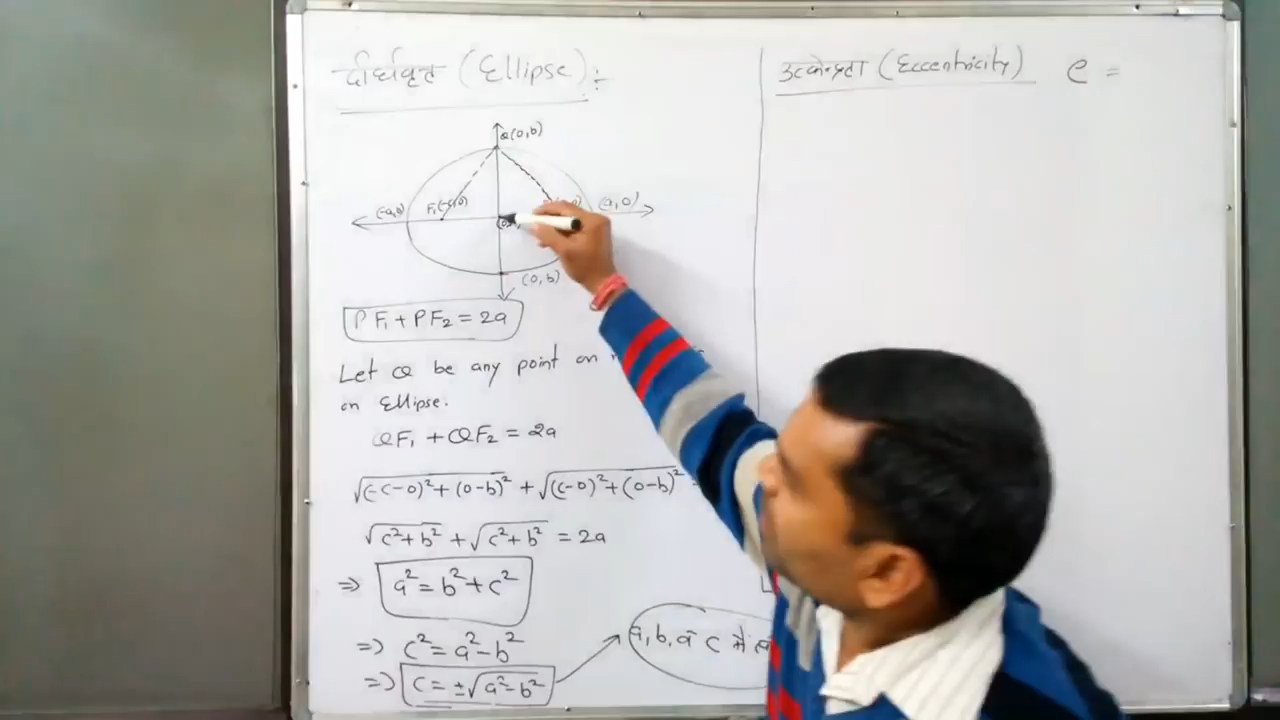 दीर्घवृत्त (Ellipse) :-
Q(0,b)
(-a,0) F₁(-c,0) (a,0)
(0,b)
PF₁ + PF₂ = 2a
Let Q be any point on
on Ellipse.
QF₁ + QF₂ = 2a
√(-c-0)² + (0-b)² + √(c-0)² + (0-b)²
√c²+b² + √c²+b² = 2a
⇒ a² = b² + c²
⇒ c² = a² - b²
⇒ c = ±√a²-b²
a, b, व c में
उत्केन्द्रता (Eccentricity) e =